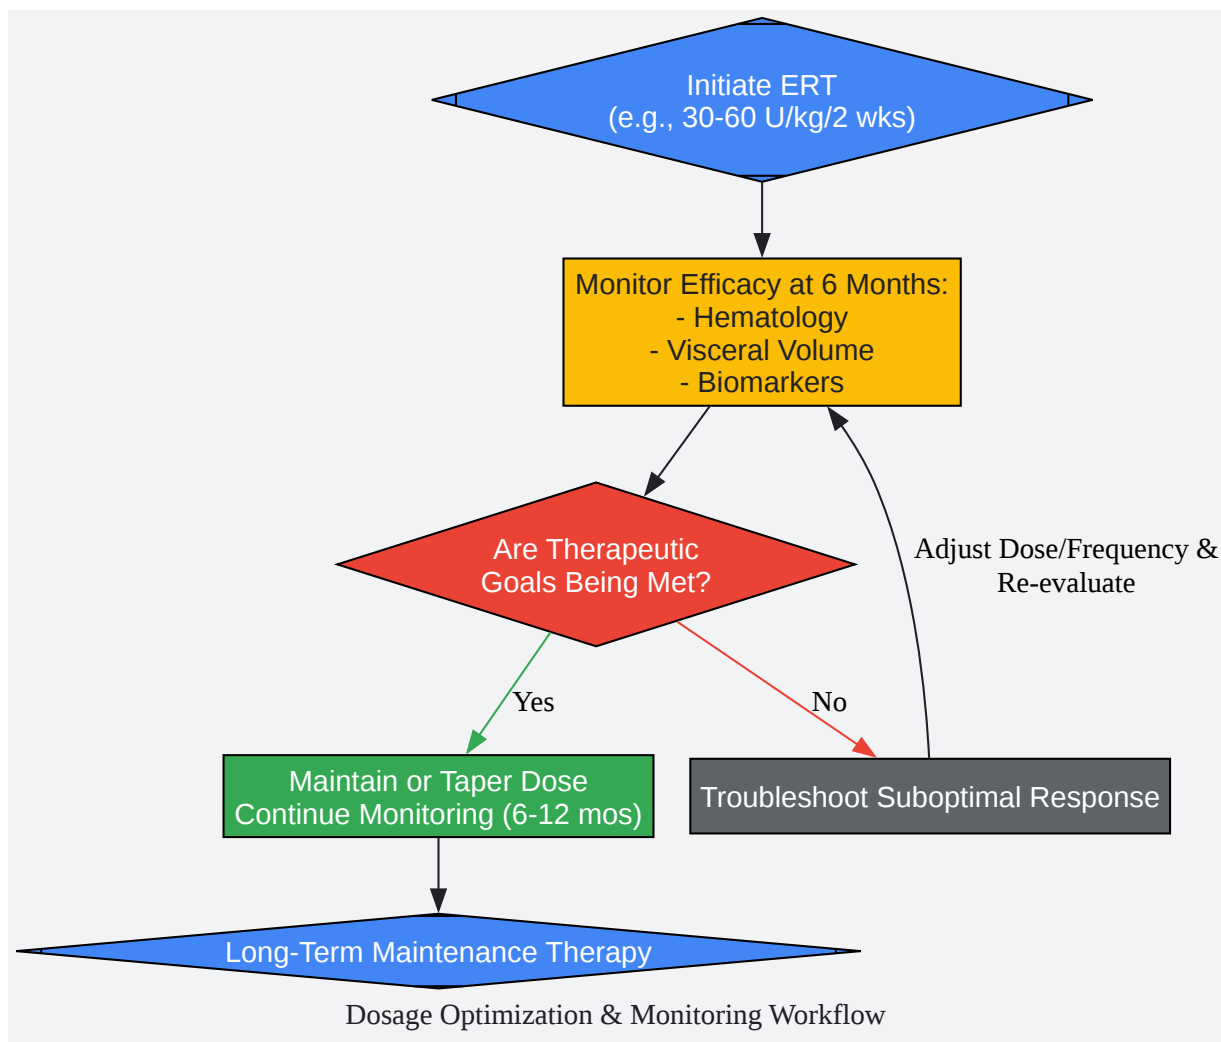 Initiate ERT
(e.g., 30-60 U/kg/2 wks)
Monitor Efficacy at 6 Months:
- Hematology
- Visceral Volume
- Biomarkers
Are Therapeutic
Goals Being Met?
Adjust Dose/Frequency &
Re-evaluate
Yes
No
Maintain or Taper Dose
Continue Monitoring (6-12 mos)
Troubleshoot Suboptimal Response
Long-Term Maintenance Therapy
Dosage Optimization & Monitoring Workflow